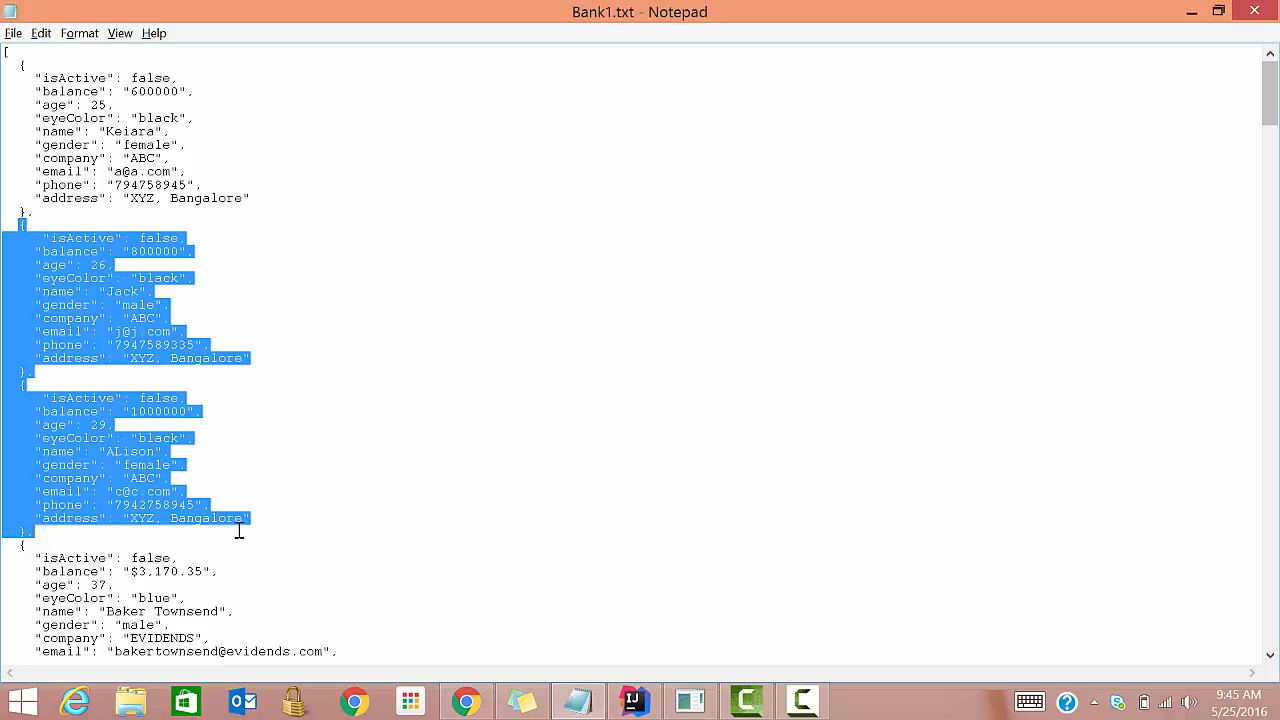 Bank1.txt - Notepad
File Edit Format View Help
[
{
"isActive": false,
"balance": "600000",
"age": 25,
"eyeColor": "black",
"name": "Keiara",
"gender": "female",
"company": "ABC",
"email": "a@a.com",
"phone": "794758945",
"address": "XYZ, Bangalore"
},
{
"isActive": false,
"balance": "800000",
"age": 26,
"eyeColor": "black",
"name": "Jack",
"gender": "male",
"company": "ABC",
"email": "j@j.com",
"phone": "7947589335",
"address": "XYZ, Bangalore"
},
{
"isActive": false,
"balance": "1000000",
"age": 29,
"eyeColor": "black",
"name": "ALison",
"gender": "female",
"company": "ABC",
"email": "c@c.com",
"phone": "7942758945",
"address": "XYZ, Bangalore"
},
{
"isActive": false,
"balance": "$3,170.35",
"age": 37,
"eyeColor": "blue",
"name": "Baker Townsend",
"gender": "male",
"company": "EVIDENDS",
"email": "bakertownsend@evidends.com",
9:45 AM
5/25/2016